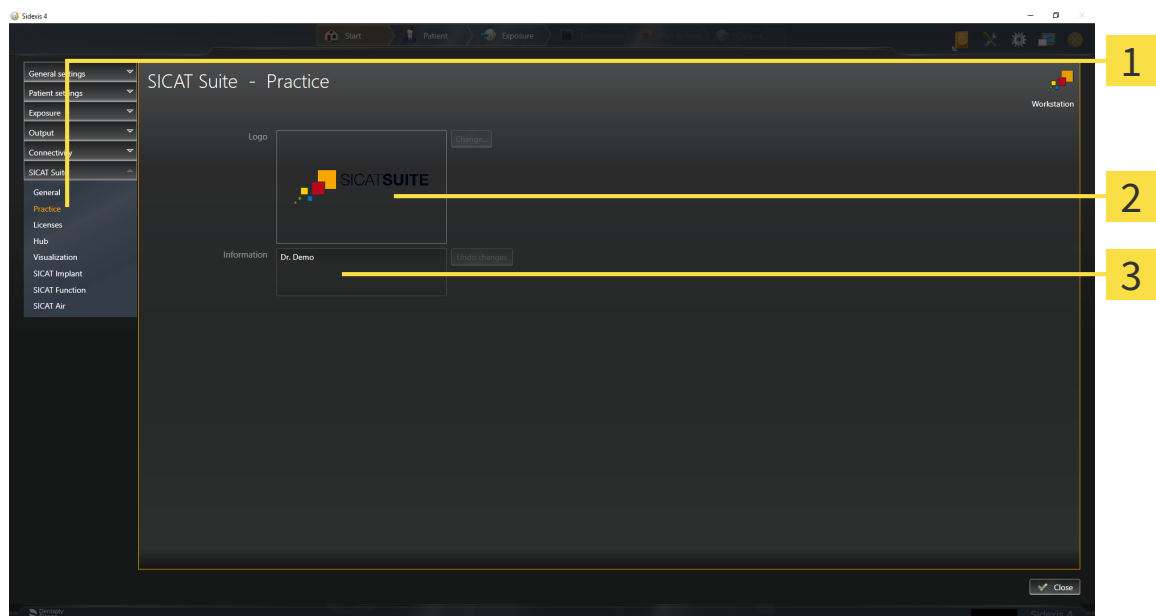 Sidexis 4
Start
Patient
Exposure
1
General settings
Patient settings
Exposure
Output
Connectivity
SICAT Suite
General
Practice
Licenses
Hub
Visualization
SICAT Implant
SICAT Function
SICAT Air
SICAT Suite - Practice
Workstation
Logo
SICATSUITE
Change...
2
Information
Dr. Demo
Undo changes
3
Close
Sidexis 4